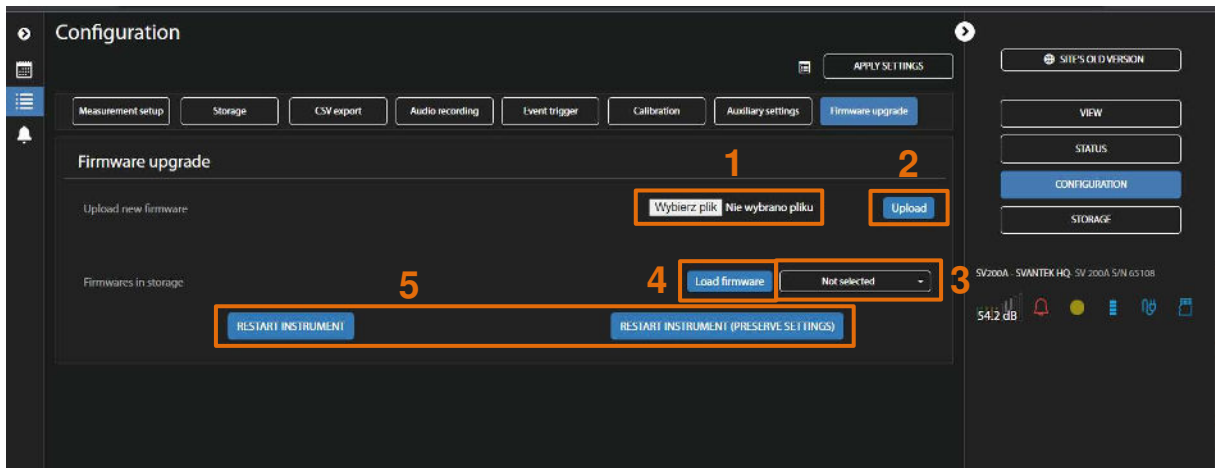 Configuration
APPLY SETTINGS
SITE'S OLD VERSION
Measurement setup Storage CSV export Audio recording Event trigger Calibration Auxiliary settings Firmware upgrade
VIEW
STATUS
CONFIGURATION
STORAGE
Firmware upgrade
1 2
Upload new firmware Wybierz plik Nie wybrano pliku Upload
5 4 3
Firmwares in storage Load firmware Not selected
RESTART INSTRUMENT RESTART INSTRUMENT (PRESERVE SETTINGS)
SV200A - SVANTEK HQ SV 200A S/N 65108
54.2 dB